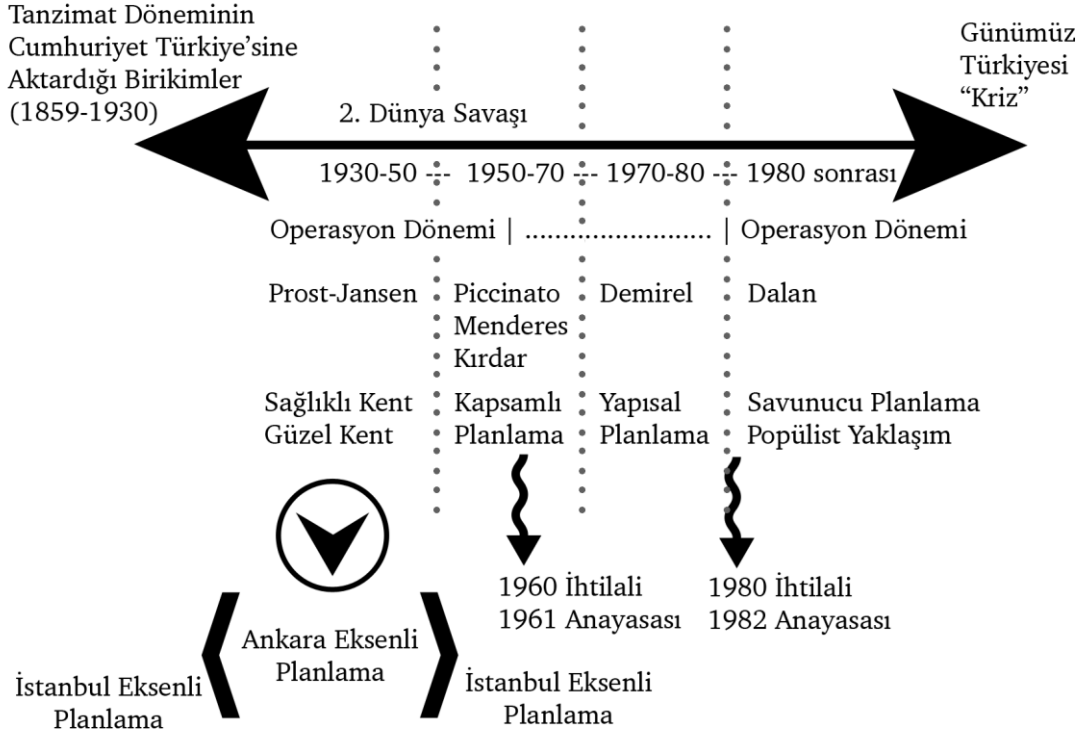 Tanzimat Döneminin
Cumhuriyet Türkiye’sine
Aktardığı Birikimler
(1859-1930)
Günümüz
Türkiyesi
“Kriz”
2. Dünya Savaşı
1930-50 --- 1950-70 --- 1970-80 --- 1980 sonrası
Operasyon Dönemi | ......................... | Operasyon Dönemi
Prost-Jansen
Piccinato
Menderes
Kırdar
Demirel
Dalan
Sağlıklı Kent
Güzel Kent
Kapsamlı
Planlama
Yapısal
Planlama
Savunucu Planlama
Popülist Yaklaşım
1960 İhtilali
1961 Anayasası
1980 İhtilali
1982 Anayasası
Ankara Eksenli
Planlama
İstanbul Eksenli
Planlama
İstanbul Eksenli
Planlama